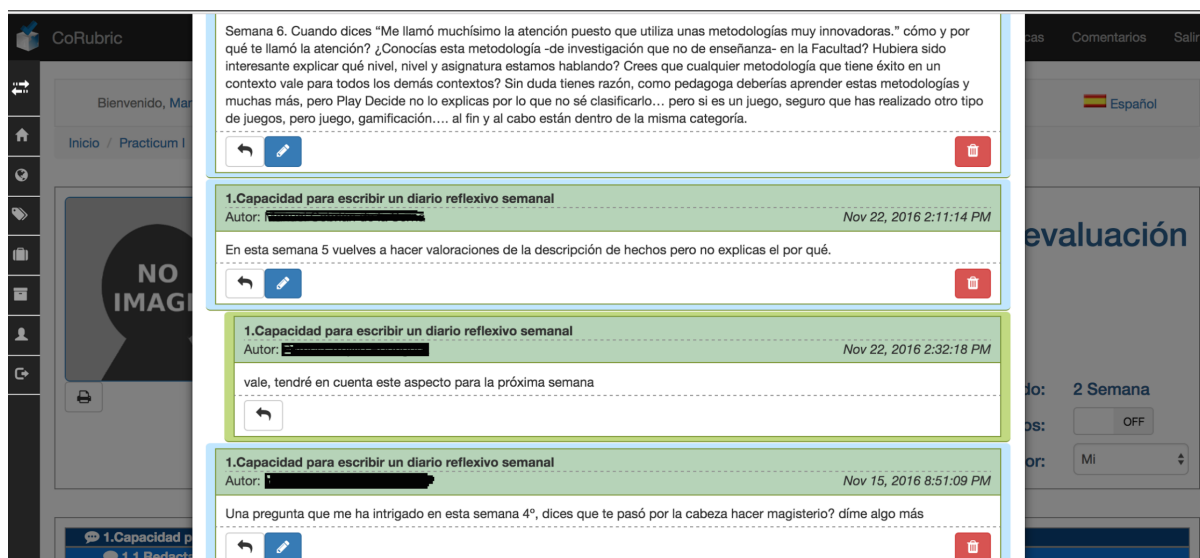 CoRubric
cas
Comentarios
Salir
Bienvenido, Mar
Español
Inicio / Practicum I
NO
IMAGE
evaluación
do:
2 Semana
os:
OFF
or:
Mi
1.Capacidad p
1.1 Redacta
Semana 6. Cuando dices “Me llamó muchísimo la atención puesto que utiliza unas metodologías muy innovadoras.” cómo y por
qué te llamó la atención? ¿Conocías esta metodología -de investigación que no de enseñanza- en la Facultad? Hubiera sido
interesante explicar qué nivel, nivel y asignatura estamos hablando? Crees que cualquier metodología que tiene éxito en un
contexto vale para todos los demás contextos? Sin duda tienes razón, como pedagoga deberías aprender estas metodologías y
muchas más, pero Play Decide no lo explicas por lo que no sé clasificarlo… pero si es un juego, seguro que has realizado otro tipo
de juegos, pero juego, gamificación…. al fin y al cabo están dentro de la misma categoría.
1.Capacidad para escribir un diario reflexivo semanal
Autor:
Nov 22, 2016 2:11:14 PM
En esta semana 5 vuelves a hacer valoraciones de la descripción de hechos pero no explicas el por qué.
1.Capacidad para escribir un diario reflexivo semanal
Autor:
Nov 22, 2016 2:32:18 PM
vale, tendré en cuenta este aspecto para la próxima semana
1.Capacidad para escribir un diario reflexivo semanal
Autor:
Nov 15, 2016 8:51:09 PM
Una pregunta que me ha intrigado en esta semana 4º, dices que te pasó por la cabeza hacer magisterio? díme algo más